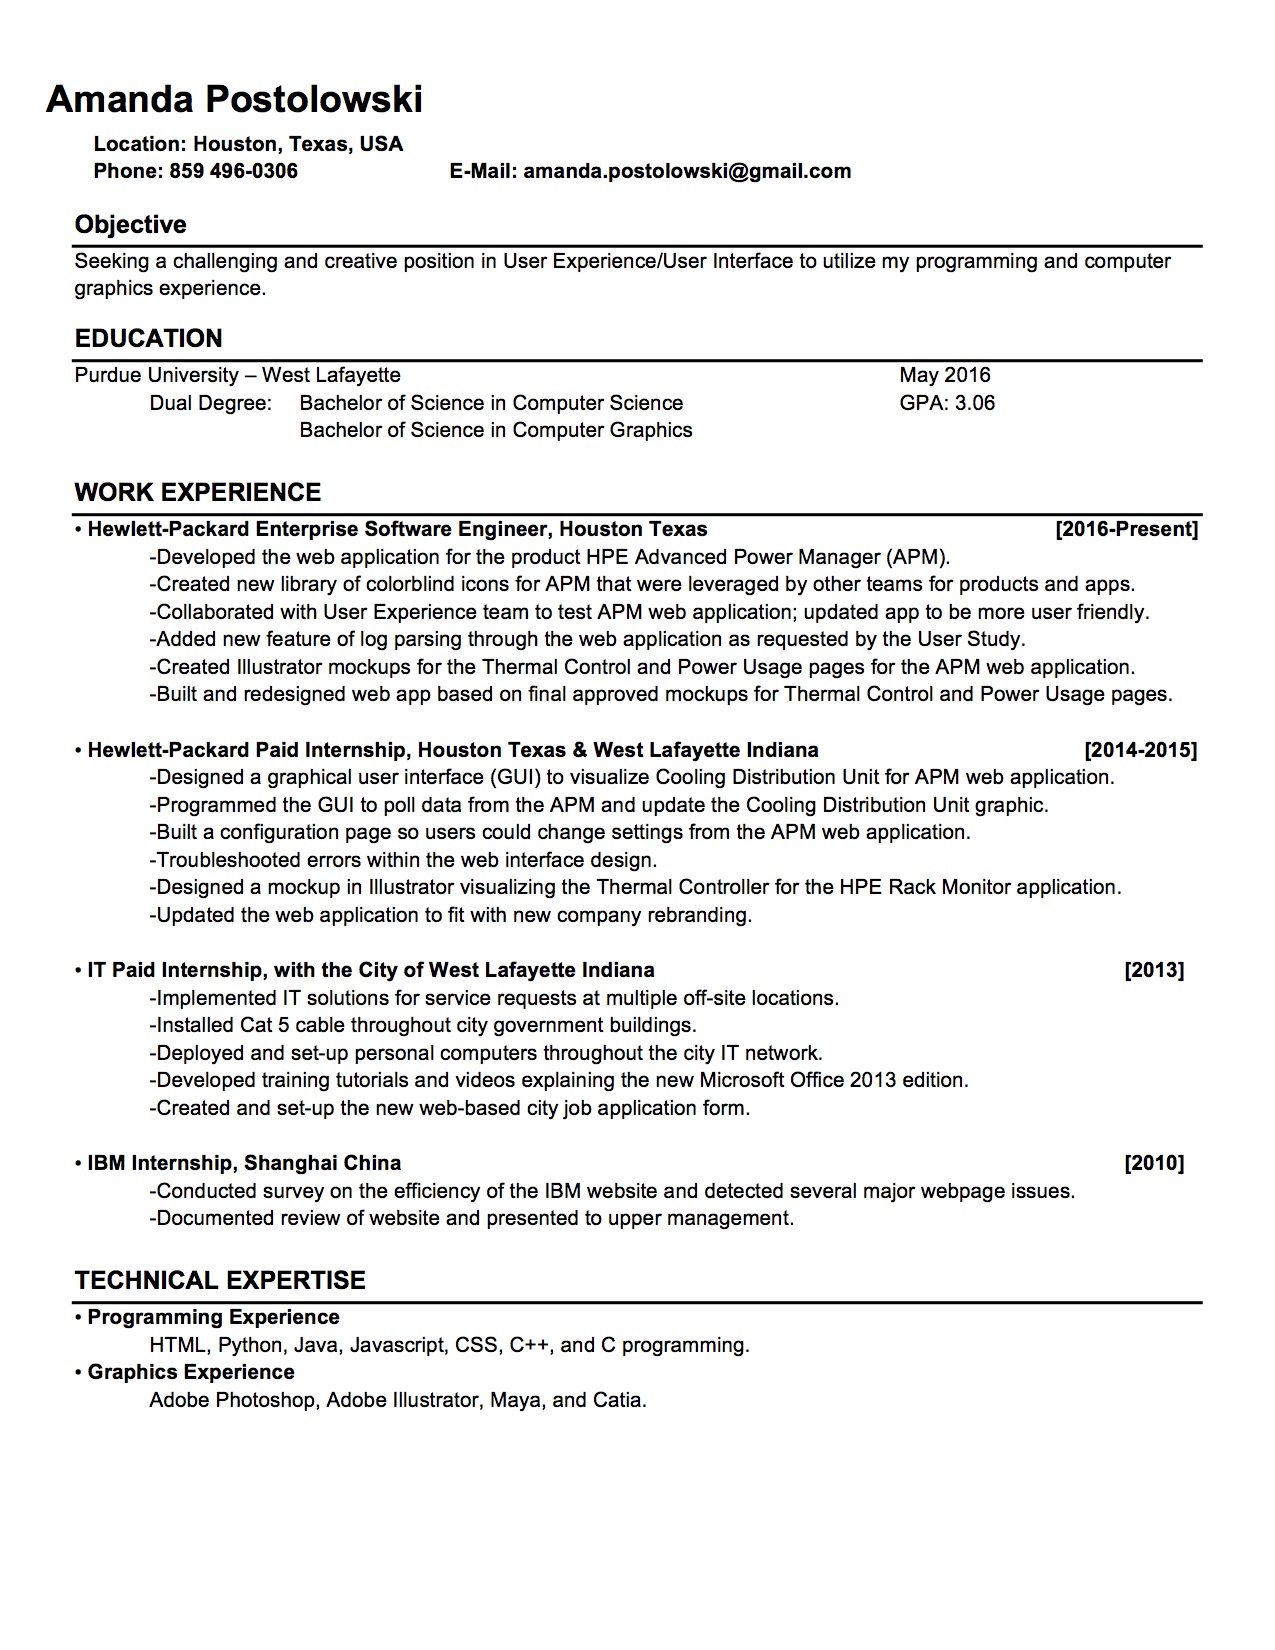 Amanda Postolowski
Location: Houston, Texas, USA
Phone: 859 496-0306 E-Mail: amanda.postolowski@gmail.com
Objective
Seeking a challenging and creative position in User Experience/User Interface to utilize my programming and computer
graphics experience.
EDUCATION
Purdue University – West Lafayette May 2016
Dual Degree: Bachelor of Science in Computer Science GPA: 3.06
Bachelor of Science in Computer Graphics
WORK EXPERIENCE
• Hewlett-Packard Enterprise Software Engineer, Houston Texas [2016-Present]
-Developed the web application for the product HPE Advanced Power Manager (APM).
-Created new library of colorblind icons for APM that were leveraged by other teams for products and apps.
-Collaborated with User Experience team to test APM web application; updated app to be more user friendly.
-Added new feature of log parsing through the web application as requested by the User Study.
-Created Illustrator mockups for the Thermal Control and Power Usage pages for the APM web application.
-Built and redesigned web app based on final approved mockups for Thermal Control and Power Usage pages.
• Hewlett-Packard Paid Internship, Houston Texas & West Lafayette Indiana [2014-2015]
-Designed a graphical user interface (GUI) to visualize Cooling Distribution Unit for APM web application.
-Programmed the GUI to poll data from the APM and update the Cooling Distribution Unit graphic.
-Built a configuration page so users could change settings from the APM web application.
-Troubleshooted errors within the web interface design.
-Designed a mockup in Illustrator visualizing the Thermal Controller for the HPE Rack Monitor application.
-Updated the web application to fit with new company rebranding.
• IT Paid Internship, with the City of West Lafayette Indiana [2013]
-Implemented IT solutions for service requests at multiple off-site locations.
-Installed Cat 5 cable throughout city government buildings.
-Deployed and set-up personal computers throughout the city IT network.
-Developed training tutorials and videos explaining the new Microsoft Office 2013 edition.
-Created and set-up the new web-based city job application form.
• IBM Internship, Shanghai China [2010]
-Conducted survey on the efficiency of the IBM website and detected several major webpage issues.
-Documented review of website and presented to upper management.
TECHNICAL EXPERTISE
• Programming Experience
HTML, Python, Java, Javascript, CSS, C++, and C programming.
• Graphics Experience
Adobe Photoshop, Adobe Illustrator, Maya, and Catia.